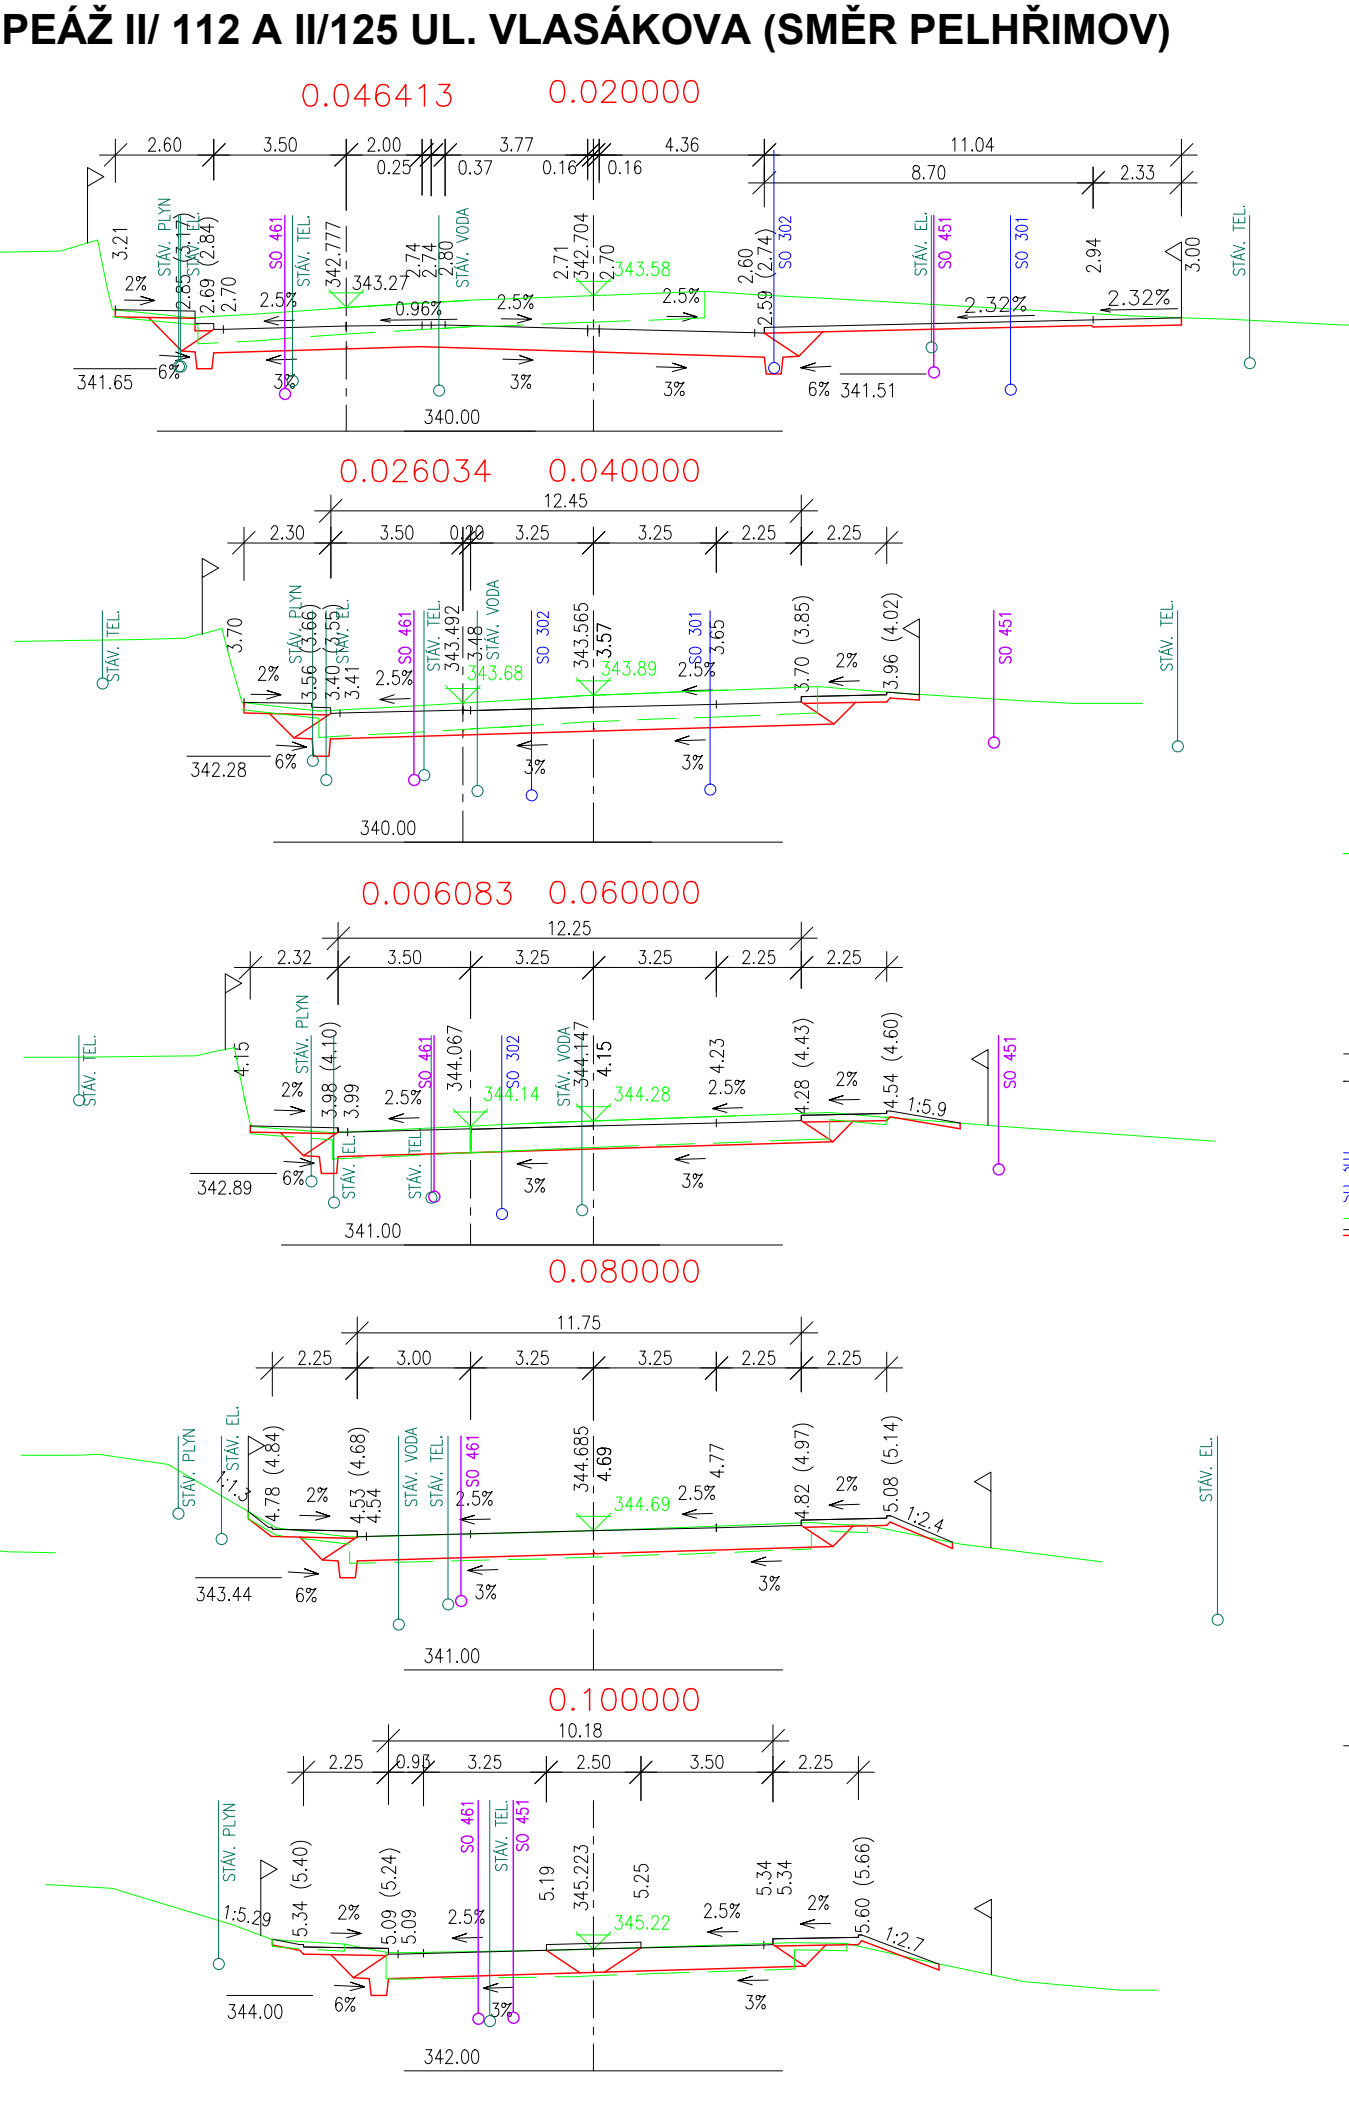 PEÁŽ II/ 112 A II/125 UL. VLASÁKOVA (SMĚR PELHŘIMOV)
0.046413 0.020000
2.60 3.50 2.00 3.77 4.36 11.04
0.25 0.37 0.16 0.16 8.70 2.33
3.21
STÁV. PLYN
STÁV. EL.
2.85 (3.17)
2.69 (2.84)
2.70
SO 461
STÁV. TEL.
342.777
2.74
2.74
2.80
STÁV. VODA
2.71
342.704
2.70
2.60
2.59 (2.74)
SO 302
STÁV. EL.
SO 451
SO 301
2.94
3.00
STÁV. TEL.
343.27 343.58
2% 2.5% 0.96% 2.5% 2.5% 2.32% 2.32%
341.65 6% 3% 3% 3% 6% 341.51
340.00
0.026034 0.040000
12.45
2.30 3.50 0.20 3.25 3.25 2.25 2.25
STÁV. TEL.
3.70
STÁV. PLYN
3.56 (3.66)
3.40 (3.55)
STÁV. EL.
3.41
SO 461
STÁV. TEL.
343.492
3.48
STÁV. VODA
SO 302
343.565
3.57
SO 301
3.65
3.70 (3.85)
3.96 (4.02)
SO 451
STÁV. TEL.
343.68 343.89
2% 2.5% 2.5% 2%
342.28 6% 3% 3%
340.00
0.006083 0.060000
12.25
2.32 3.50 3.25 3.25 2.25 2.25
STÁV. TEL.
4.15
STÁV. PLYN
3.98 (4.10)
3.99
SO 461
344.067
SO 302
STÁV. VODA
344.147
4.15
4.23
4.28 (4.43)
4.54 (4.60)
SO 451
344.14 344.28
2% 2.5% 2.5% 2% 1:5.9
STÁV. EL.
STÁV. TEL.
342.89 6% 3% 3%
341.00
SO 301
0.080000
11.75
2.25 3.00 3.25 3.25 2.25 2.25
STÁV. PLYN
STÁV. EL.
4.78 (4.84)
4.53 (4.68)
4.54
STÁV. VODA
STÁV. TEL.
SO 461
344.685
4.69
4.77
4.82 (4.97)
5.08 (5.14)
STÁV. EL.
344.69
1:1.3 2% 2.5% 2.5% 2% 1:2.4
343.44 6% 3% 3%
341.00
0.100000
10.18
2.25 0.93 3.25 2.50 3.50 2.25
STÁV. PLYN
5.34 (5.40)
5.09 (5.24)
5.09
SO 461
STÁV. TEL.
SO 451
5.19
345.223
5.25
5.34
5.34
5.60 (5.66)
345.22
1:5.29 2% 2.5% 2.5% 2% 1:2.7
344.00 6% 3% 3%
342.00